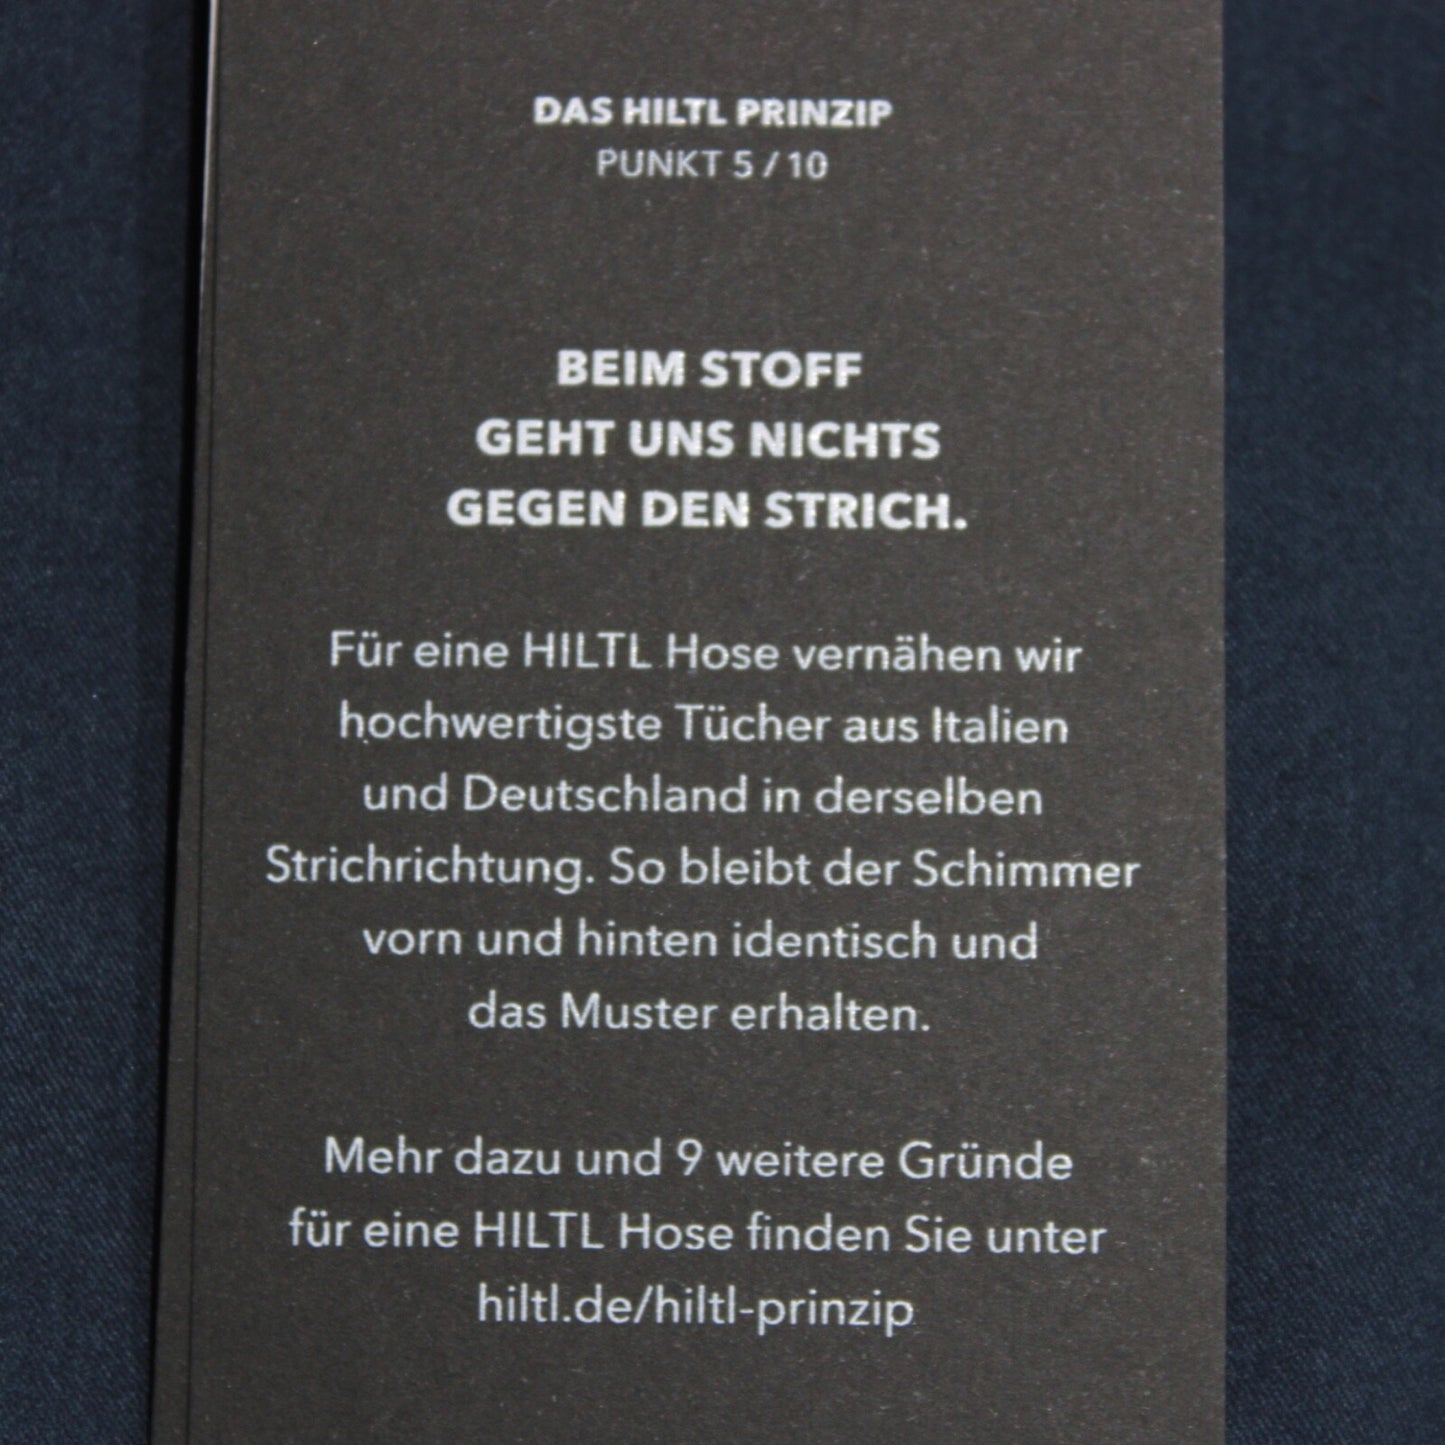 DAS HILTL PRINZIP
PUNKT 5 / 10
BEIM STOFF
GEHT UNS NICHTS
GEGEN DEN STRICH.
Für eine HILTL Hose vernähen wir
hochwertigste Tücher aus Italien
und Deutschland in derselben
Strichrichtung. So bleibt der Schimmer
vorn und hinten identisch und
das Muster erhalten.
Mehr dazu und 9 weitere Gründe
für eine HILTL Hose finden Sie unter
hiltl.de/hiltl-prinzip